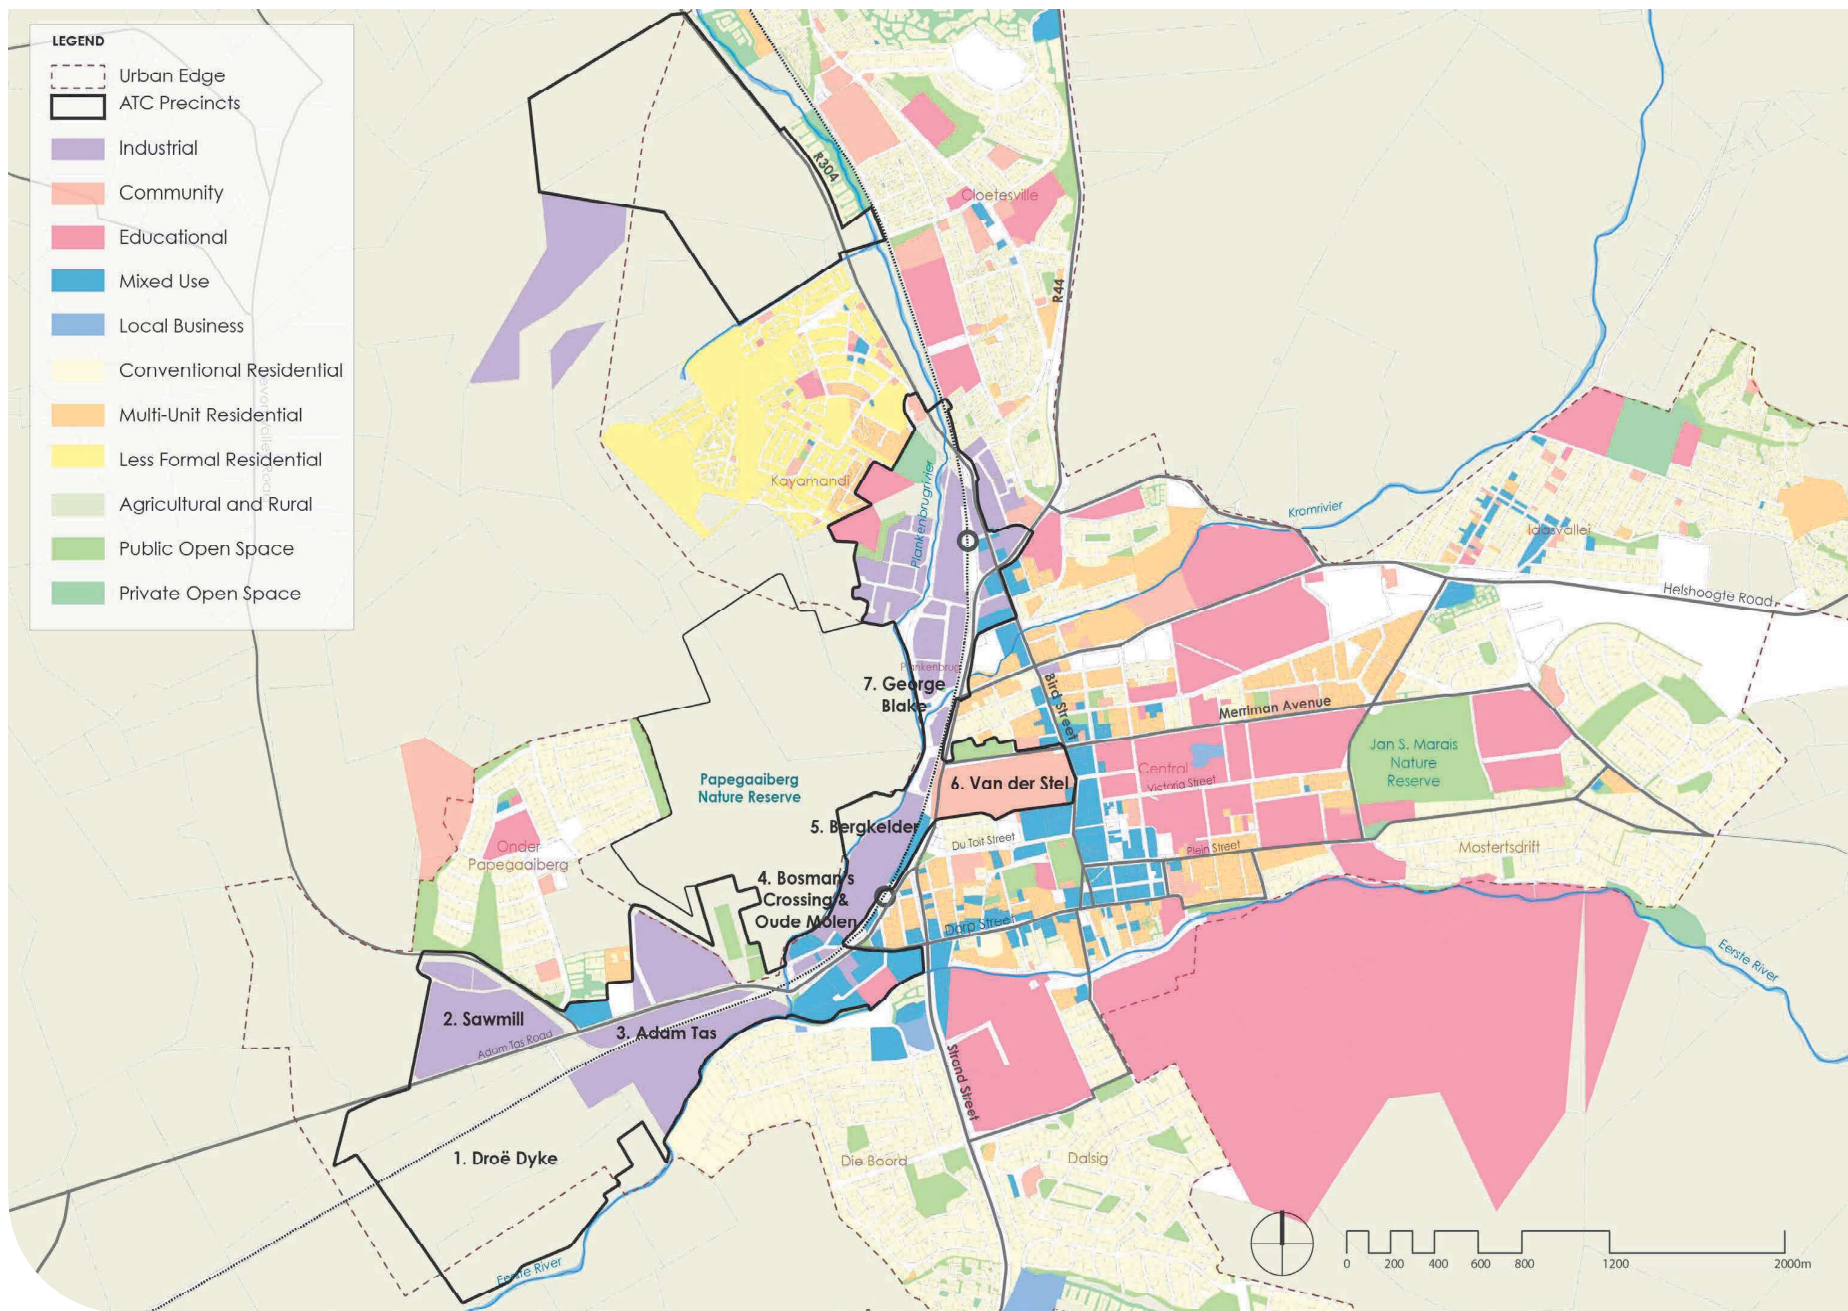 LEGEND
Urban Edge
ATC Precincts
Industrial
Community
Educational
Mixed Use
Local Business
Conventional Residential
Multi-Unit Residential
Less Formal Residential
Agricultural and Rural
Public Open Space
Private Open Space
R304
Cloetesville
R44
Kayamandi
Plankenbrugrivier
Kromrivier
Idasvallei
Helshoogte Road
Plankenbrug
7. George
Blake
Bird Street
Merriman Avenue
Papegaaiberg
Nature Reserve
6. Van der Stel
Central
Victoria Street
Jan S. Marais
Nature
Reserve
5. Bergkelder
Du Toit Street
Plein Street
Mostertsdrift
Onder
Papegaaiberg
4. Bosman's
Crossing &
Oude Molen
Dorp Street
Eerste River
2. Sawmill
Adam Tas Road
3. Adam Tas
Strand Street
1. Droë Dyke
Die Boord
Dalsig
Eerste River
0 200 400 600 800 1200 2000m